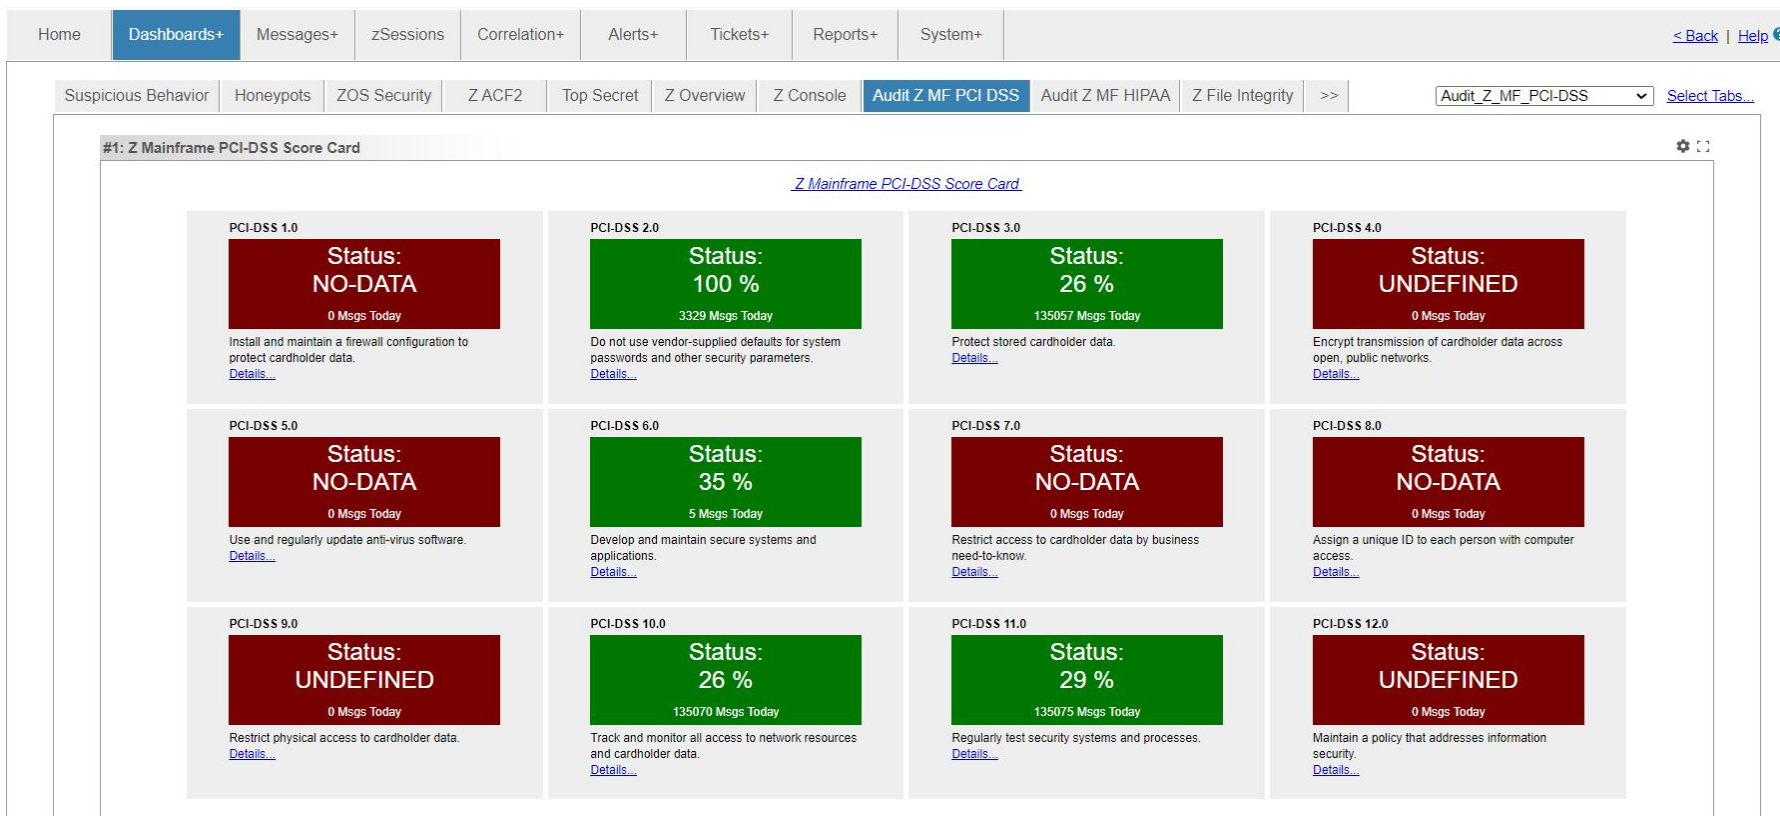 Home Dashboards+ Messages+ zSessions Correlation+ Alerts+ Tickets+ Reports+ System+ < Back | Help
Suspicious Behavior Honeypots ZOS Security Z ACF2 Top Secret Z Overview Z Console Audit Z MF PCI DSS Audit Z MF HIPAA Z File Integrity >> Audit_Z_MF_PCI-DSS Select Tabs...
#1: Z Mainframe PCI-DSS Score Card
Z Mainframe PCI-DSS Score Card
PCI-DSS 1.0
Status:
NO-DATA
0 Msgs Today
Install and maintain a firewall configuration to
protect cardholder data.
Details...
PCI-DSS 2.0
Status:
100 %
3329 Msgs Today
Do not use vendor-supplied defaults for system
passwords and other security parameters.
Details...
PCI-DSS 3.0
Status:
26 %
135057 Msgs Today
Protect stored cardholder data.
Details...
PCI-DSS 4.0
Status:
UNDEFINED
0 Msgs Today
Encrypt transmission of cardholder data across
open, public networks.
Details...
PCI-DSS 5.0
Status:
NO-DATA
0 Msgs Today
Use and regularly update anti-virus software.
Details...
PCI-DSS 6.0
Status:
35 %
5 Msgs Today
Develop and maintain secure systems and
applications.
Details...
PCI-DSS 7.0
Status:
NO-DATA
0 Msgs Today
Restrict access to cardholder data by business
need-to-know.
Details...
PCI-DSS 8.0
Status:
NO-DATA
0 Msgs Today
Assign a unique ID to each person with computer
access.
Details...
PCI-DSS 9.0
Status:
UNDEFINED
0 Msgs Today
Restrict physical access to cardholder data.
Details...
PCI-DSS 10.0
Status:
26 %
135070 Msgs Today
Track and monitor all access to network resources
and cardholder data.
Details...
PCI-DSS 11.0
Status:
29 %
135075 Msgs Today
Regularly test security systems and processes.
Details...
PCI-DSS 12.0
Status:
UNDEFINED
0 Msgs Today
Maintain a policy that addresses information
security.
Details...